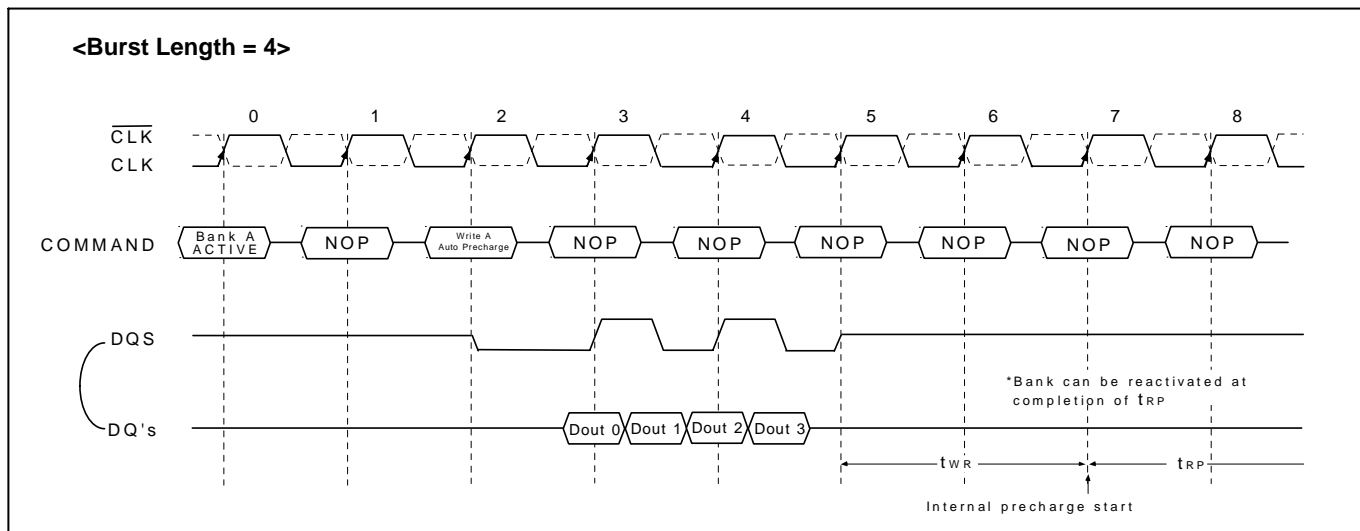 <Burst Length = 4>
0 1 2 3 4 5 6 7 8
CLK
CLK
COMMAND
Bank A
ACTIVE
NOP
Write A
Auto Precharge
NOP
NOP
NOP
NOP
NOP
NOP
DQS
*Bank can be reactivated at
completion of tRP
DQ's
Dout 0 Dout 1 Dout 2 Dout 3
tWR
tRP
Internal precharge start